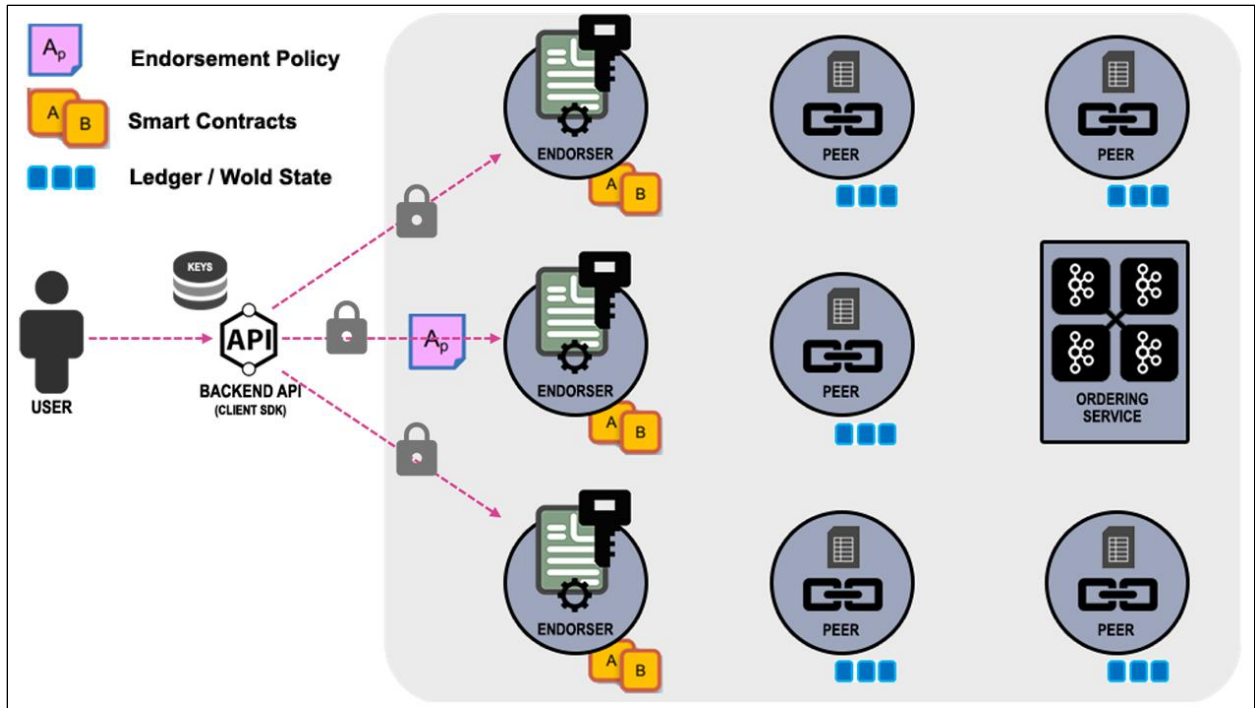 Ap
Endorsement Policy
A
B
Smart Contracts
Ledger / Wold State
KEYS
API
BACKEND API
(CLIENT SDK)
USER
Ap
ENDORSER
A
B
PEER
PEER
ENDORSER
A
B
PEER
ORDERING
SERVICE
ENDORSER
A
B
PEER
PEER